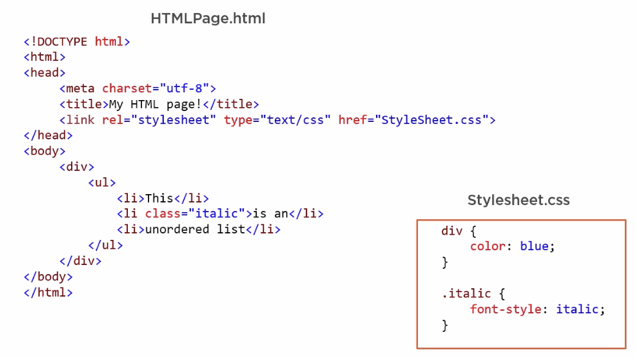 HTMLPage.html
<!DOCTYPE html>
<html>
<head>
<meta charset="utf-8">
<title>My HTML page!</title>
<link rel="stylesheet" type="text/css" href="StyleSheet.css">
</head>
<body>
<div>
<ul>
<li>This</li>
<li class="italic">is an</li>
<li>unordered list</li>
</ul>
</div>
</body>
</html>
Stylesheet.css
div {
color: blue;
}
.italic {
font-style: italic;
}